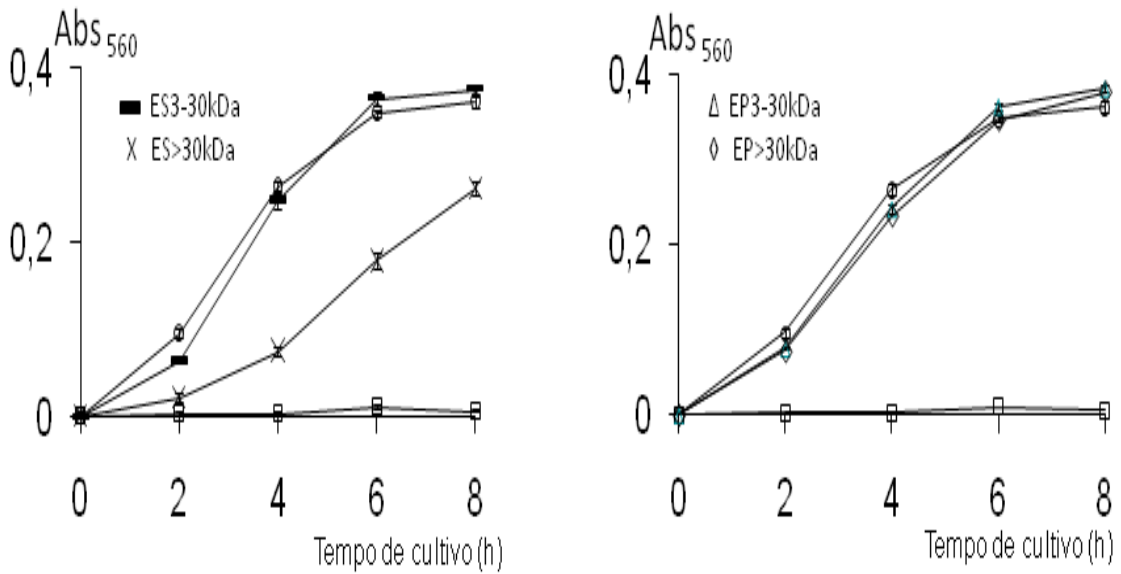 Abs 560
0,4
ES3-30kDa
ES>30kDa
0,2
0
0 2 4 6 8
Tempo de cultivo (h)
Abs 560
0,4
EP3-30kDa
EP>30kDa
0,2
0
0 2 4 6 8
Tempo de cultivo (h)